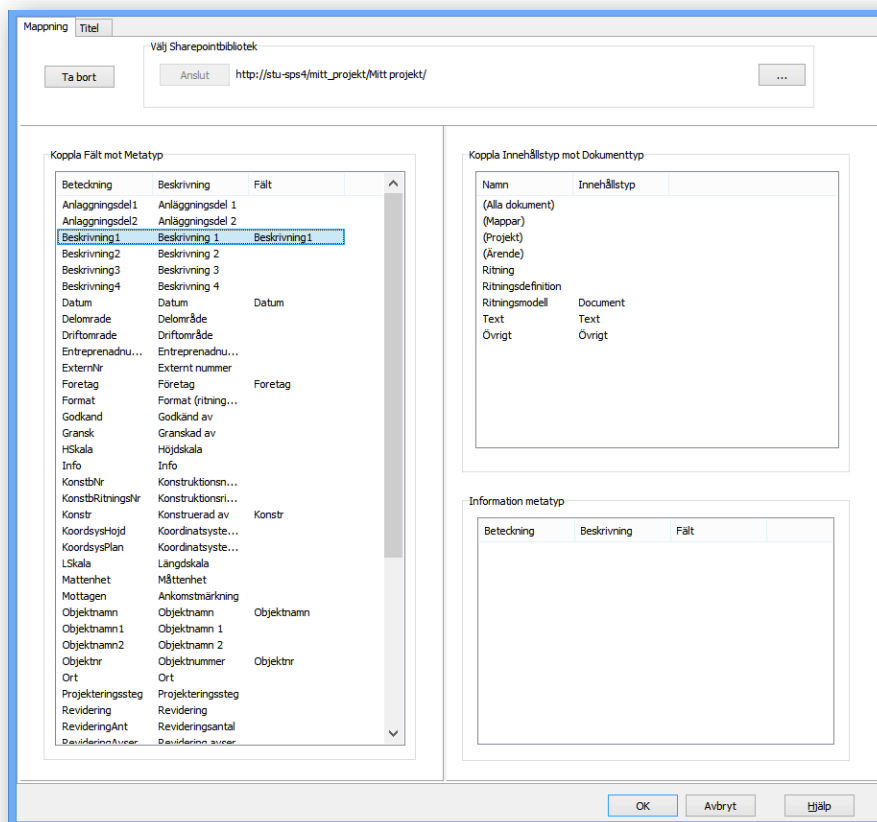 Mappning Titel
Välj Sharepointbibliotek
Ta bort Anslut http://stu-sps4/mitt_projekt/Mitt projekt/ ...
Koppla Fält mot Metatyp
Beteckning Beskrivning Fält
Anlaggningsdel1 Anläggningsdel 1
Anlaggningsdel2 Anläggningsdel 2
Beskrivning1 Beskrivning 1 Beskrivning1
Beskrivning2 Beskrivning 2
Beskrivning3 Beskrivning 3
Beskrivning4 Beskrivning 4
Datum Datum Datum
Delomrade Delområde
Driftomrade Driftområde
Entreprenadnu... Entreprenadnu...
ExternNr Externt nummer
Foretag Företag Foretag
Format Format (ritning...
Godkand Godkänd av
Gransk Granskad av
HSkala Höjdskala
Info Info
KonstbNr Konstruktionsn...
KonstbRitningsNr Konstruktionsri...
Konstr Konstruerad av Konstr
KoordsysHojd Koordinatsyste...
KoordsysPlan Koordinatsyste...
LSkala Längdskala
Mattenhet Måttenhet
Mottagen Ankomstmärkning
Objektnamn Objektnamn Objektnamn
Objektnamn1 Objektnamn 1
Objektnamn2 Objektnamn 2
Objektnr Objektnummer Objektnr
Ort Ort
Projekteringssteg Projekteringssteg
Revidering Revidering
RevideringAnt Revideringsantal
RevideringAvser Revidering avser
Koppla Innehållstyp mot Dokumenttyp
Namn Innehållstyp
(Alla dokument)
(Mappar)
(Projekt)
(Ärende)
Ritning
Ritningsdefinition
Ritningsmodell Document
Text Text
Övrigt Övrigt
Information metatyp
Beteckning Beskrivning Fält
OK Avbryt Hjälp